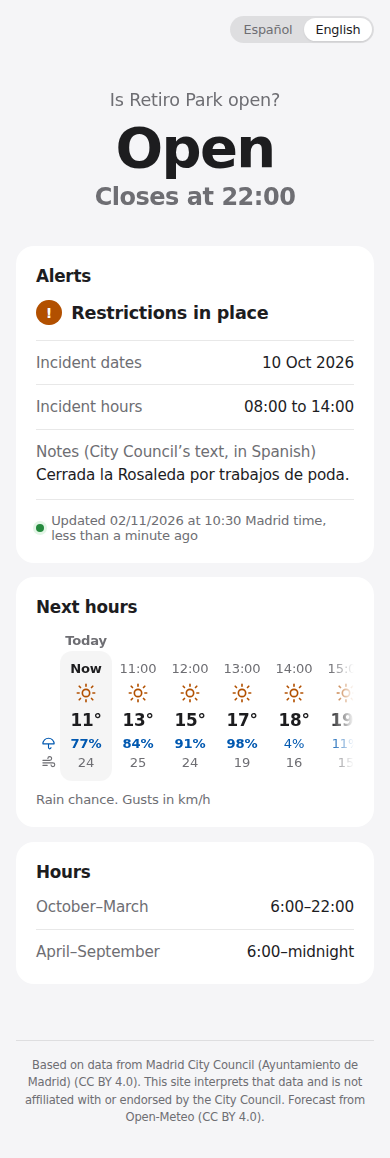 Español English
Is Retiro Park open?
Open
Closes at 22:00
Alerts
! Restrictions in place
Incident dates 10 Oct 2026
Incident hours 08:00 to 14:00
Notes (City Council’s text, in Spanish)
Cerrada la Rosaleda por trabajos de poda.
Updated 02/11/2026 at 10:30 Madrid time,
less than a minute ago
Next hours
Today
Now 11:00 12:00 13:00 14:00
11° 13° 15° 17° 18° 19
77% 84% 91% 98% 4%
24 25 24 19 16 15
Rain chance. Gusts in km/h
Hours
October–March 6:00–22:00
April–September 6:00–midnight
Based on data from Madrid City Council (Ayuntamiento de
Madrid) (CC BY 4.0). This site interprets that data and is not
affiliated with or endorsed by the City Council. Forecast from
Open-Meteo (CC BY 4.0).